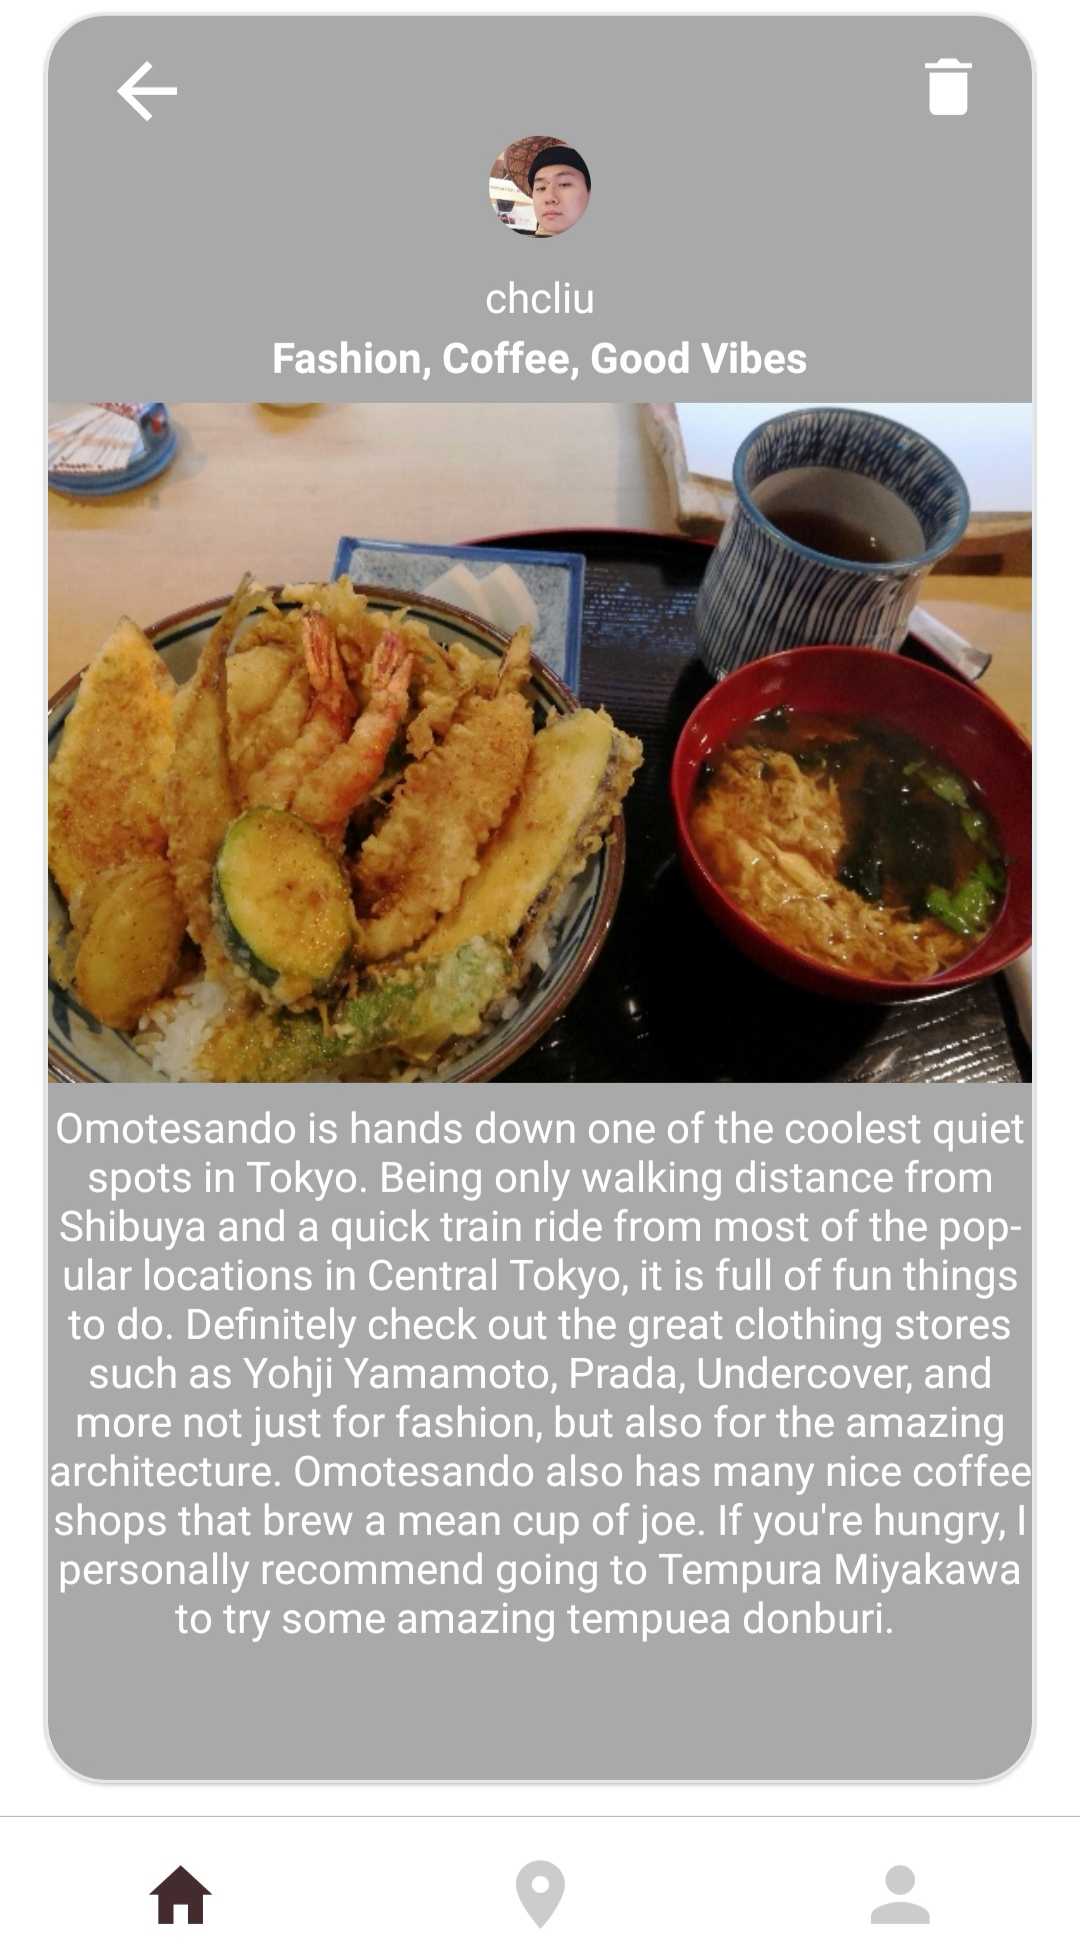 chcliu
Fashion, Coffee, Good Vibes
Omotesando is hands down one of the coolest quiet
spots in Tokyo. Being only walking distance from
Shibuya and a quick train ride from most of the pop-
ular locations in Central Tokyo, it is full of fun things
to do. Definitely check out the great clothing stores
such as Yohji Yamamoto, Prada, Undercover, and
more not just for fashion, but also for the amazing
architecture. Omotesando also has many nice coffee
shops that brew a mean cup of joe. If you're hungry, I
personally recommend going to Tempura Miyakawa
to try some amazing tempuea donburi.